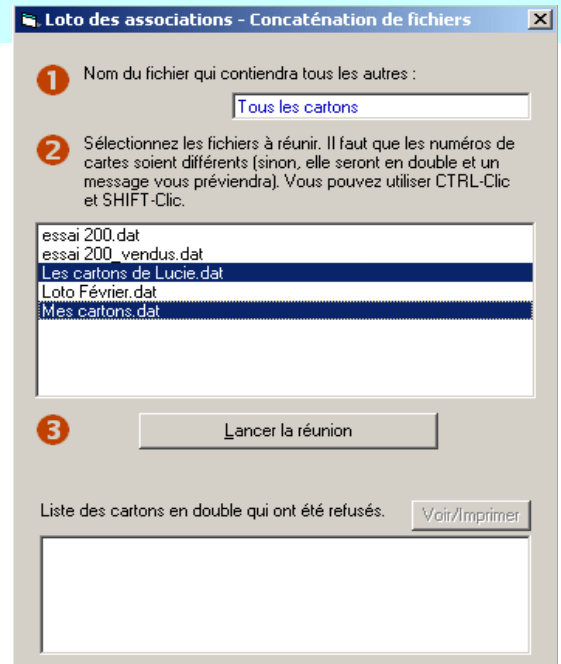 Loto des associations - Concaténation de fichiers
1 Nom du fichier qui contiendra tous les autres :
Tous les cartons
2 Sélectionnez les fichiers à réunir. Il faut que les numéros de
cartes soient différents (sinon, elle seront en double et un
message vous préviendra). Vous pouvez utiliser CTRL-Clic
et SHIFT-Clic.
essai 200.dat
essai 200_vendus.dat
Les cartons de Lucie.dat
Loto Février.dat
Mes cartons.dat
3 Lancer la réunion
Liste des cartons en double qui ont été refusés. Voir/Imprimer